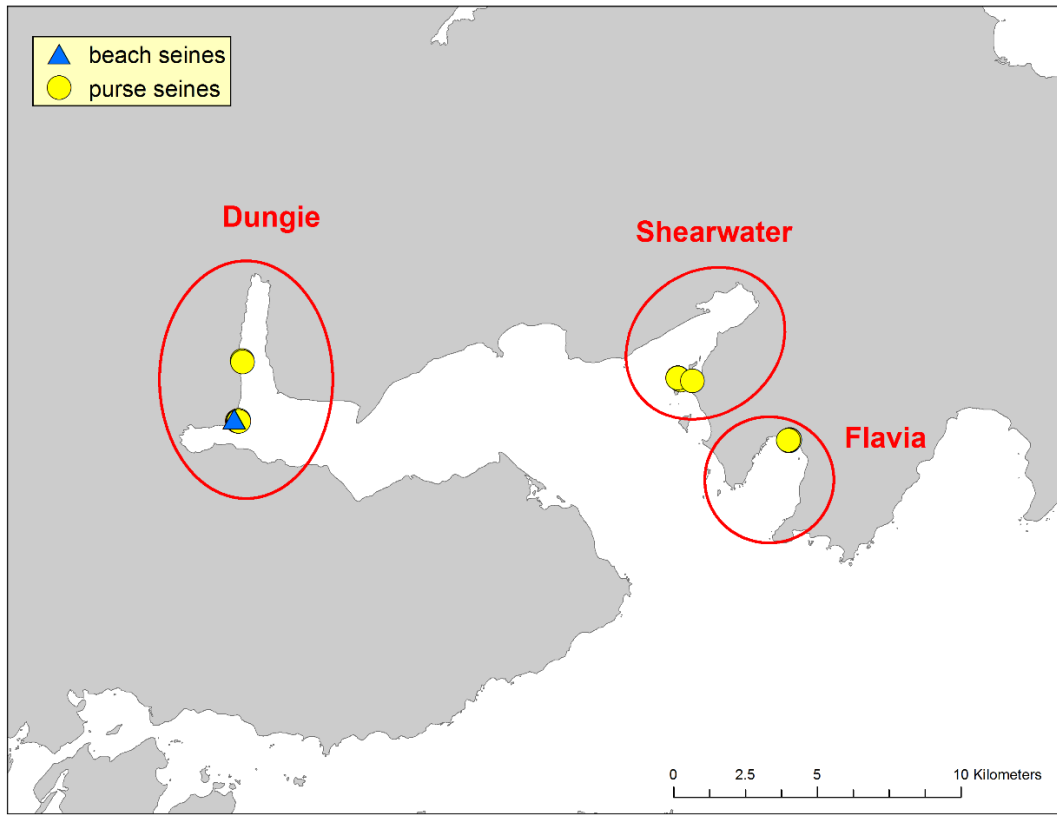 beach seines
purse seines
Dungie
Shearwater
Flavia
0 2.5 5 10 Kilometers